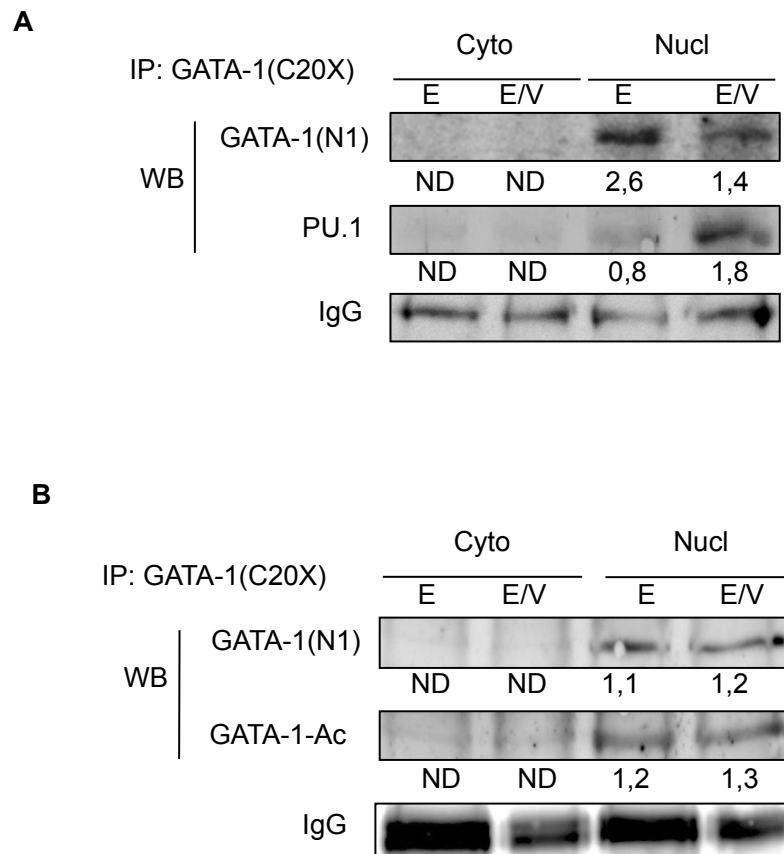 A
Cyto Nucl
IP: GATA-1(C20X)
E E/V E E/V
GATA-1(N1)
WB
ND ND 2,6 1,4
PU.1
ND ND 0,8 1,8
IgG
B
Cyto Nucl
IP: GATA-1(C20X)
E E/V E E/V
GATA-1(N1)
WB
ND ND 1,1 1,2
GATA-1-Ac
ND ND 1,2 1,3
IgG